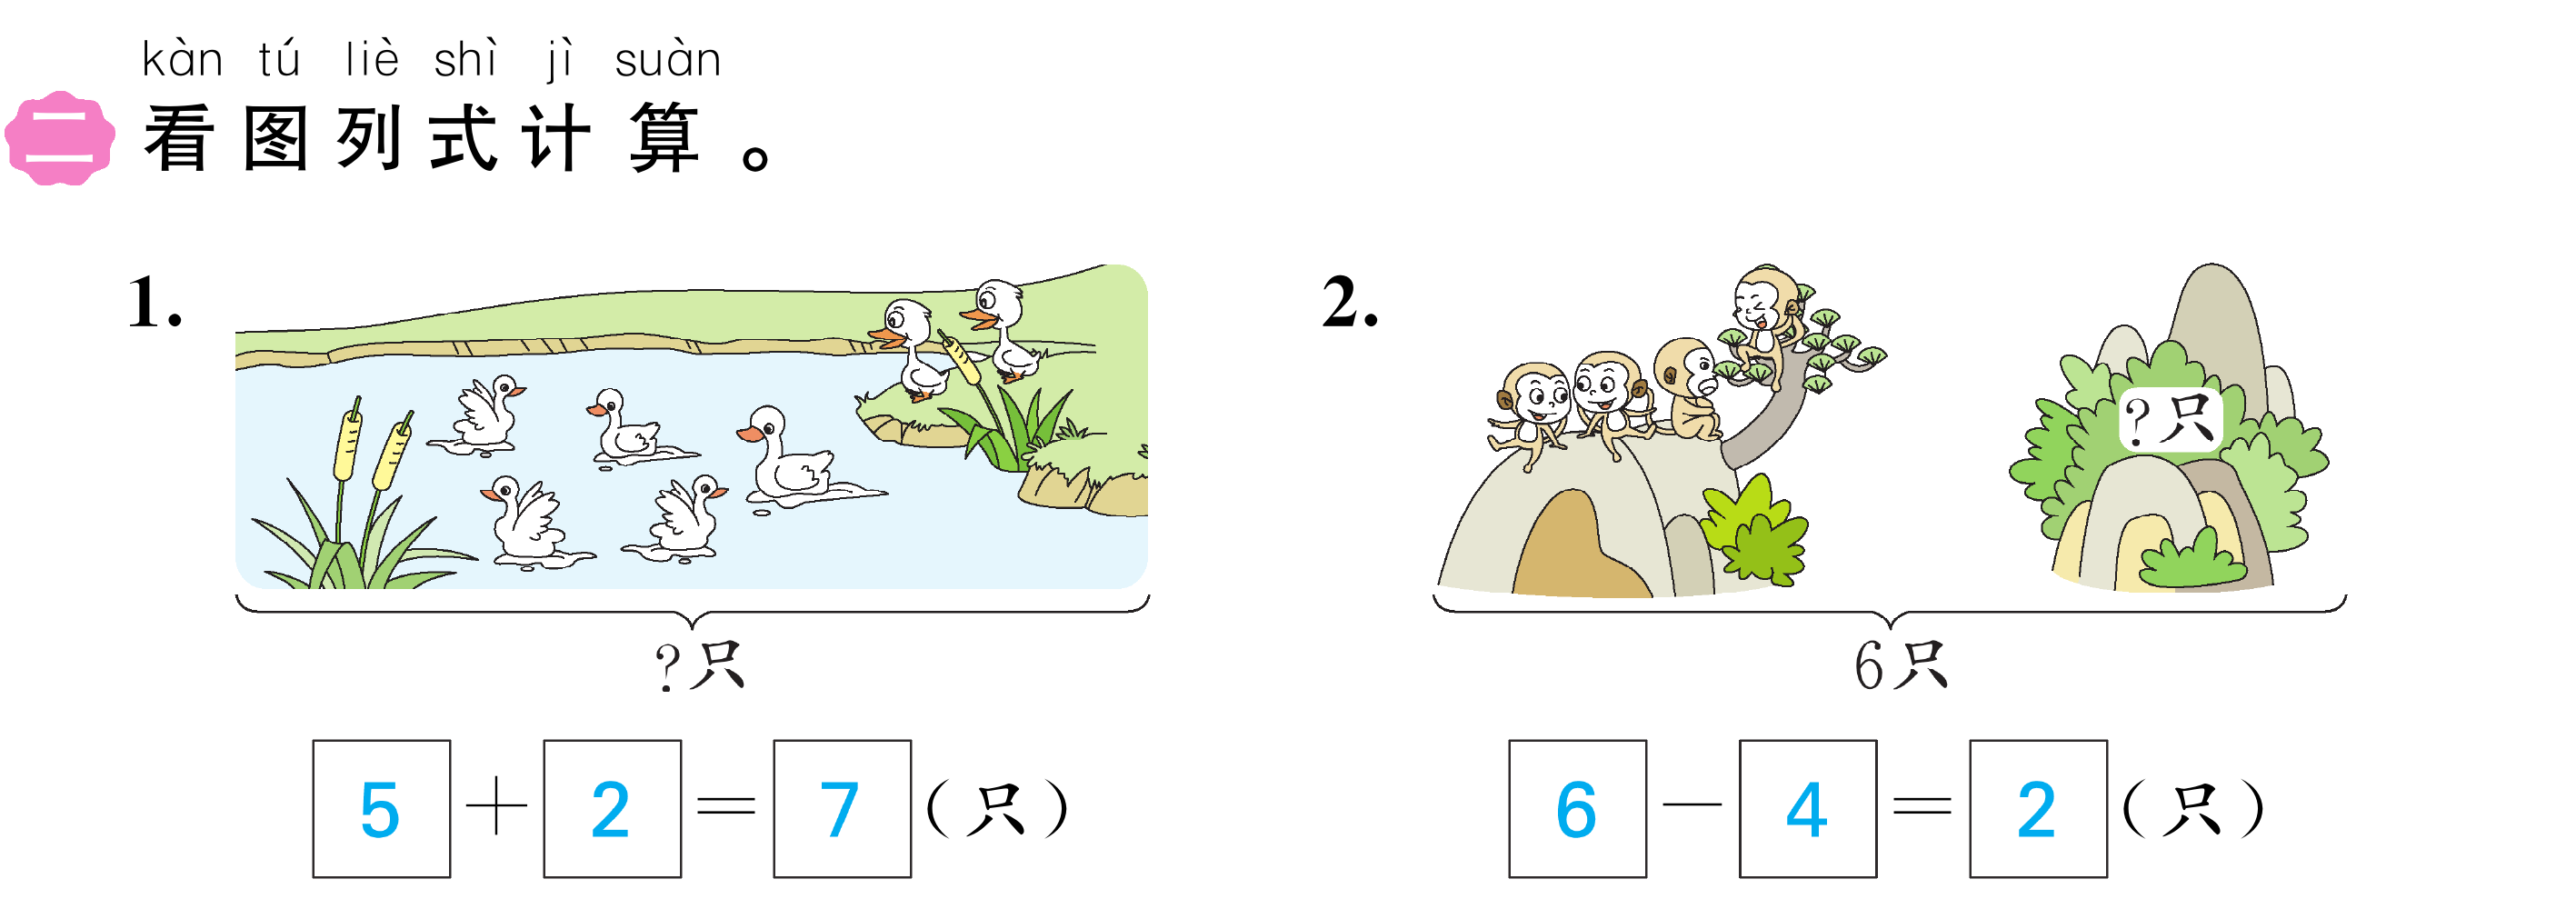 kàn tú liè shì jì suàn
二 看图列式计算。
1.
?只
5+2=7(只)
2.
?只
6只
6-4=2(只)